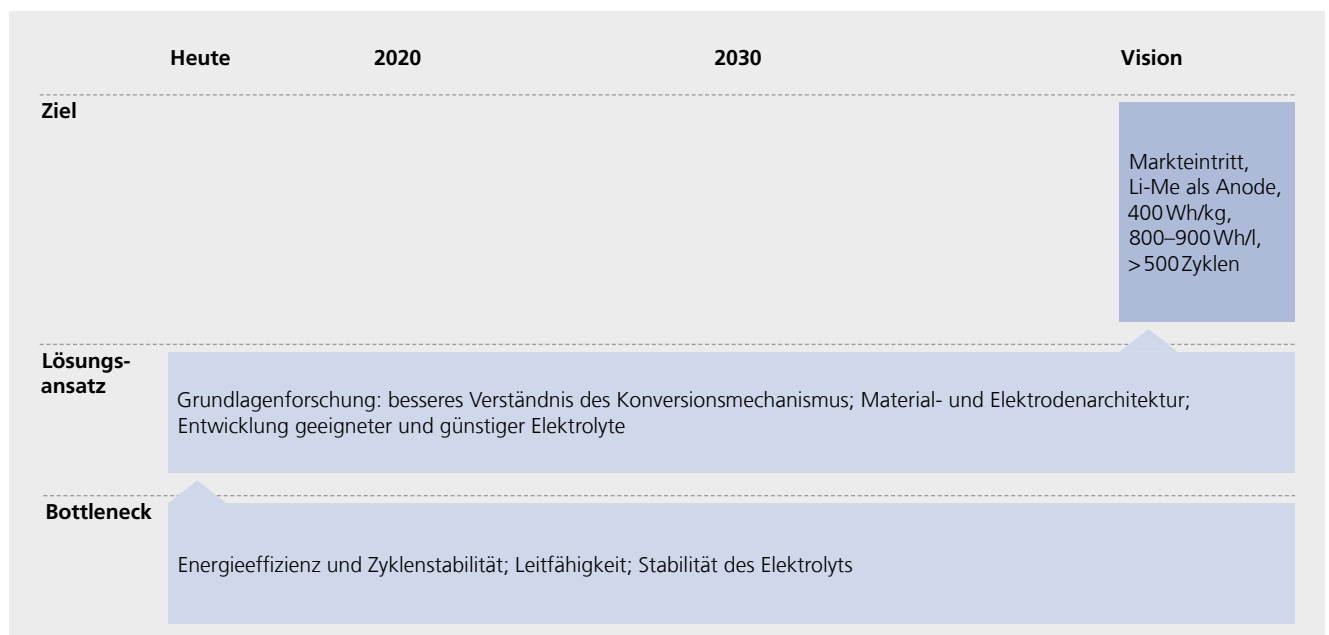 Heute 2020 2030 Vision
Ziel
Markteintritt,
Li-Me als Anode,
400 Wh/kg,
800–900 Wh/l,
> 500 Zyklen
Lösungs-
ansatz
Grundlagenforschung: besseres Verständnis des Konversionsmechanismus; Material- und Elektrodenarchitektur;
Entwicklung geeigneter und günstiger Elektrolyte
Bottleneck
Energieeffizienz und Zyklenstabilität; Leitfähigkeit; Stabilität des Elektrolyts